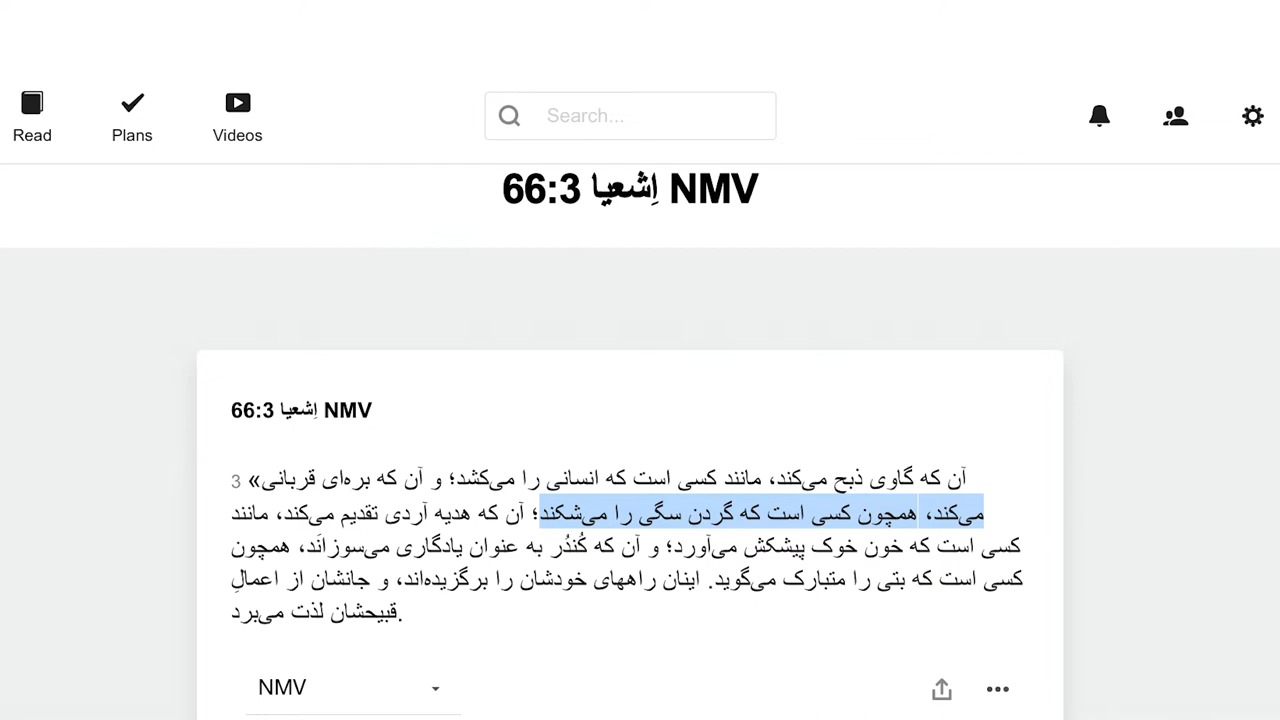 Read
Plans
Videos
Search...
66:3 اِشعیا NMV
66:3 اِشعیا NMV
3 «آن که گاوی ذبح می‌کند، مانند کسی است که انسانی را می‌کشد؛ و آن که بره‌ای قربانی
می‌کند، همچون کسی است که گردن سگی را می‌شکند؛ آن که هدیه آردی تقدیم می‌کند، مانند
کسی است که خون خوک پیشکش می‌آورد؛ و آن که کُندُر به عنوان یادگاری می‌سوزانَد، همچون
کسی است که بتی را متبارک می‌گوید. اینان راههای خودشان را برگزیده‌اند، و جانشان از اعمالِ
قبیحشان لذت می‌برد.
NMV